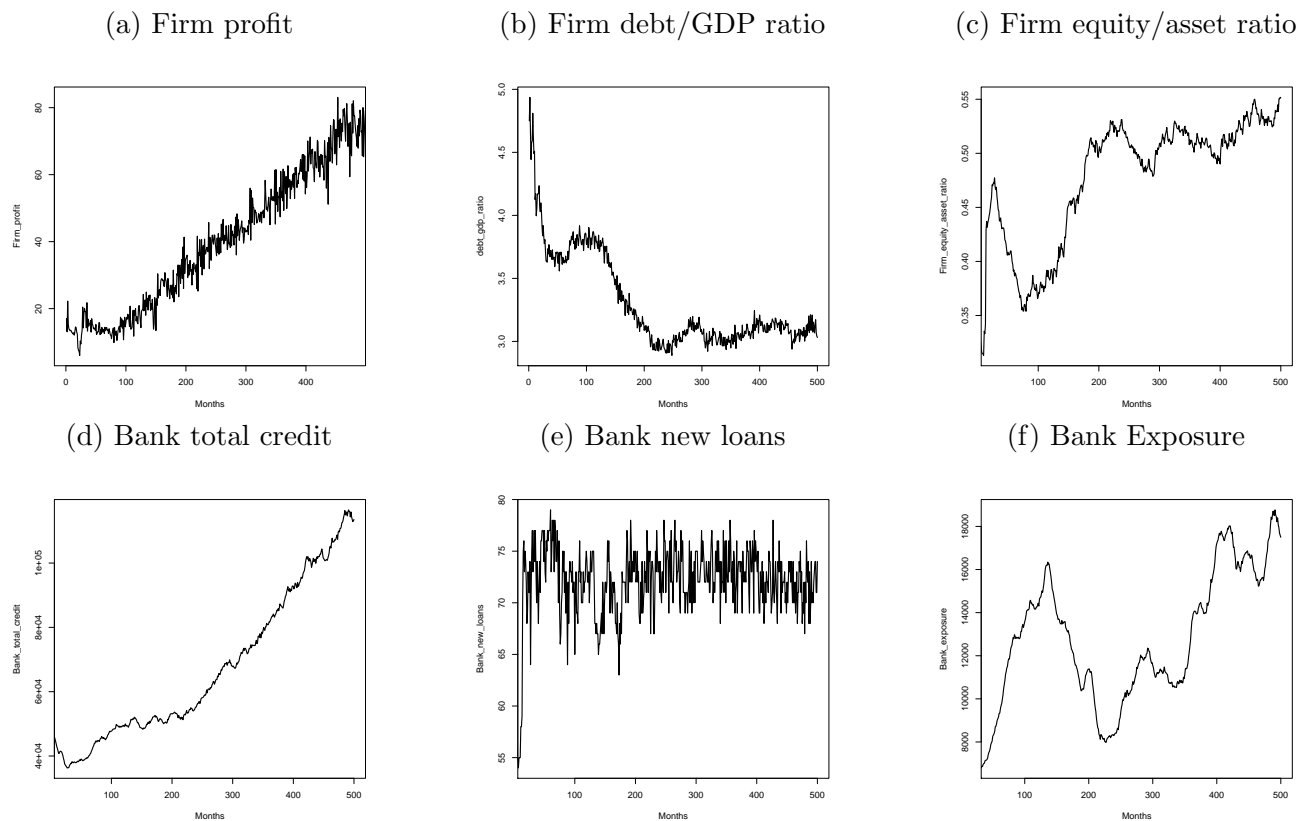 (a) Firm profit
(b) Firm debt/GDP ratio
(c) Firm equity/asset ratio
Firm_profit
20
40
60
80
0
100
200
300
400
Months
debt_gdp_ratio
3.0
3.5
4.0
4.5
5.0
0
100
200
300
400
500
Months
Firm_equity_asset_ratio
0.35
0.40
0.45
0.50
0.55
100
200
300
400
500
Months
(d) Bank total credit
(e) Bank new loans
(f) Bank Exposure
Bank_total_credit
4e+04
6e+04
8e+04
1e+05
100
200
300
400
500
Months
Bank_new_loans
55
60
65
70
75
80
100
200
300
400
500
Months
Bank_exposure
8000
10000
12000
14000
16000
18000
100
200
300
400
500
Months